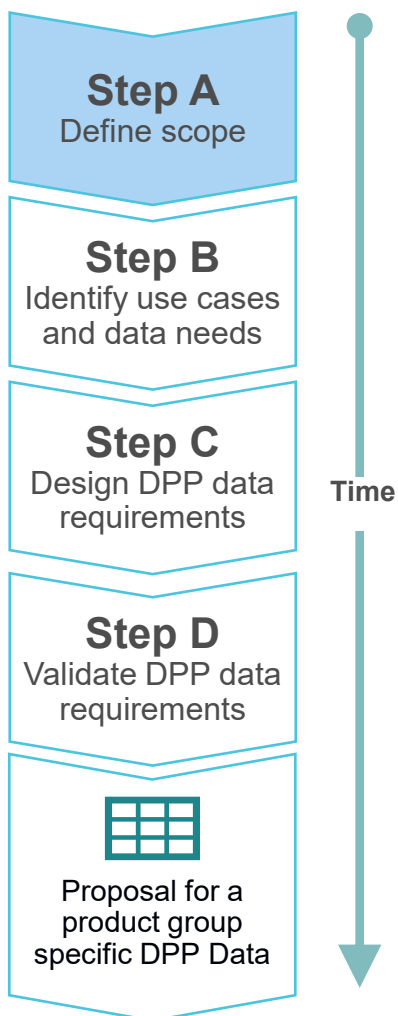 Step A
Define scope
Step B
Identify use cases
and data needs
Step C
Design DPP data
requirements
Time
Step D
Validate DPP data
requirements
Proposal for a
product group
specific DPP Data